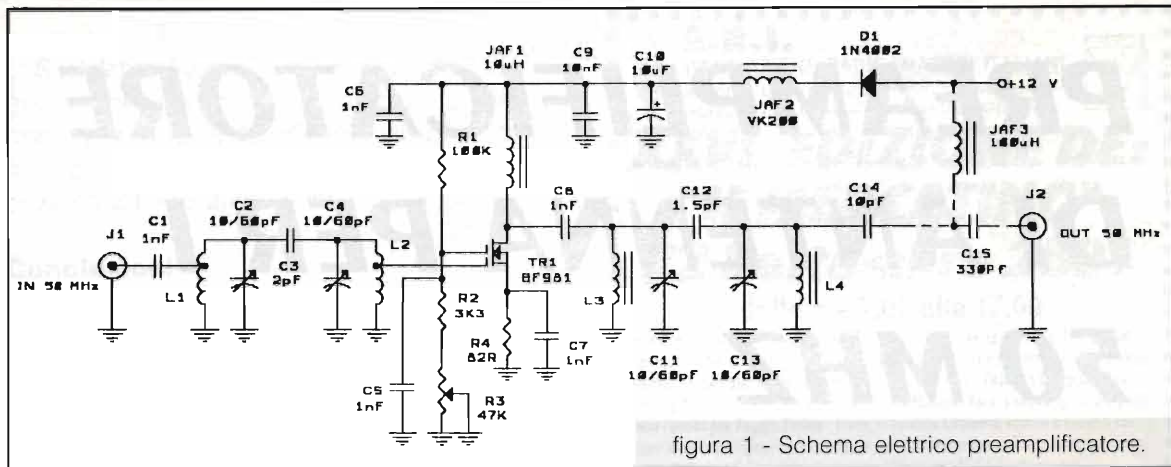 D1
1N4002
JAF1
10uH
C9
10nF
C10
10uF
O+12 V
C6
1nF
JAF2
VK200
JAF3
100uH
R1
100K
C2
10/60pF
C4
10/60pF
C8
1nF
C12
1.5pF
C14
10pF
J2
J1
C1
1nF
L2
C3
2pF
TR1
BF981
OUT 50 MHz
C15
330PF
IN 50 MHz
L1
R2
3K3
L3
L4
R4
82R
C7
1nF
C5
1nF
R3
47K
C11
10/60pF
C13
10/60pF
figura 1 - Schema elettrico preamplificatore.
PREAMPLIFICATORE
50 MHZ